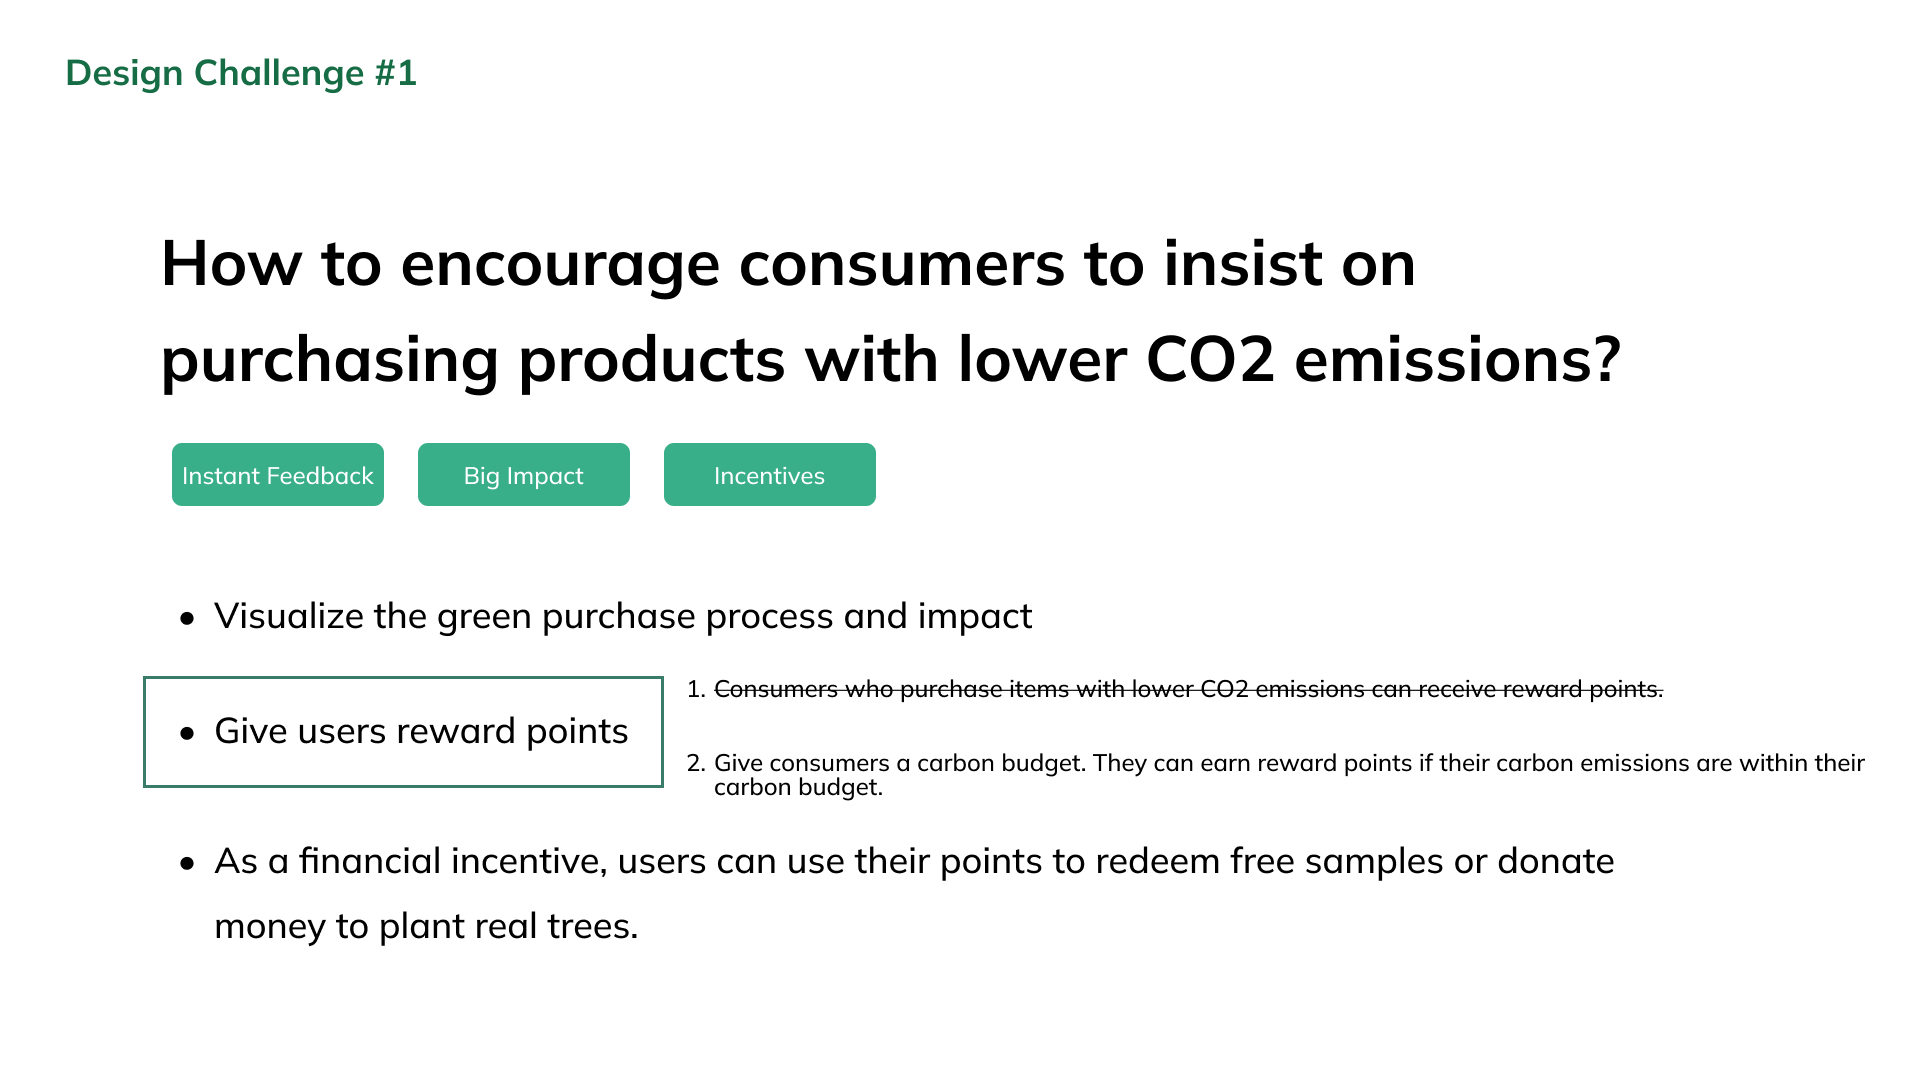 Design Challenge #1
How to encourage consumers to insist on
purchasing products with lower CO2 emissions?
Instant Feedback
Big Impact
Incentives
• Visualize the green purchase process and impact
• Give users reward points
1. Consumers who purchase items with lower CO2 emissions can receive reward points.
2. Give consumers a carbon budget. They can earn reward points if their carbon emissions are within their
carbon budget.
• As a financial incentive, users can use their points to redeem free samples or donate
money to plant real trees.